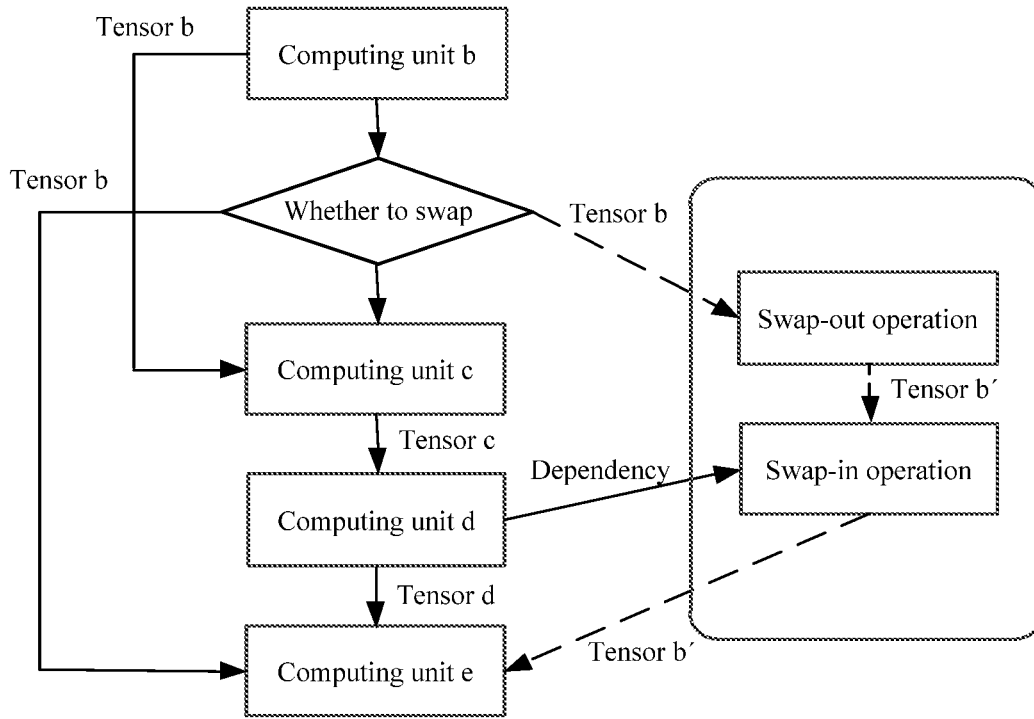 Tensor b
Computing unit b
Tensor b
Whether to swap
Tensor b
Swap-out operation
Computing unit c
Tensor b´
Tensor c
Dependency
Swap-in operation
Computing unit d
Tensor d
Tensor b´
Computing unit e